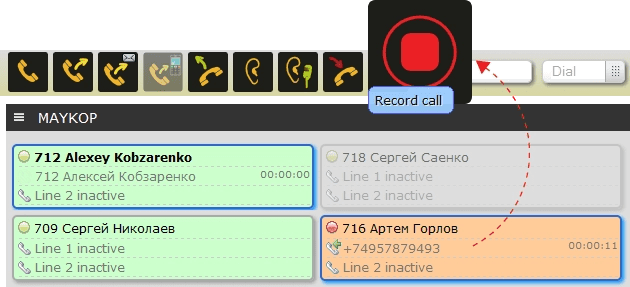 Dial
Record call
MAYKOP
712 Alexey Kobzarenko
712 Алексей Кобзаренко 00:00:00
Line 2 inactive
718 Сергей Саенко
Line 1 inactive
Line 2 inactive
709 Сергей Николаев
Line 1 inactive
Line 2 inactive
716 Артем Горлов
+74957879493 00:00:11
Line 2 inactive